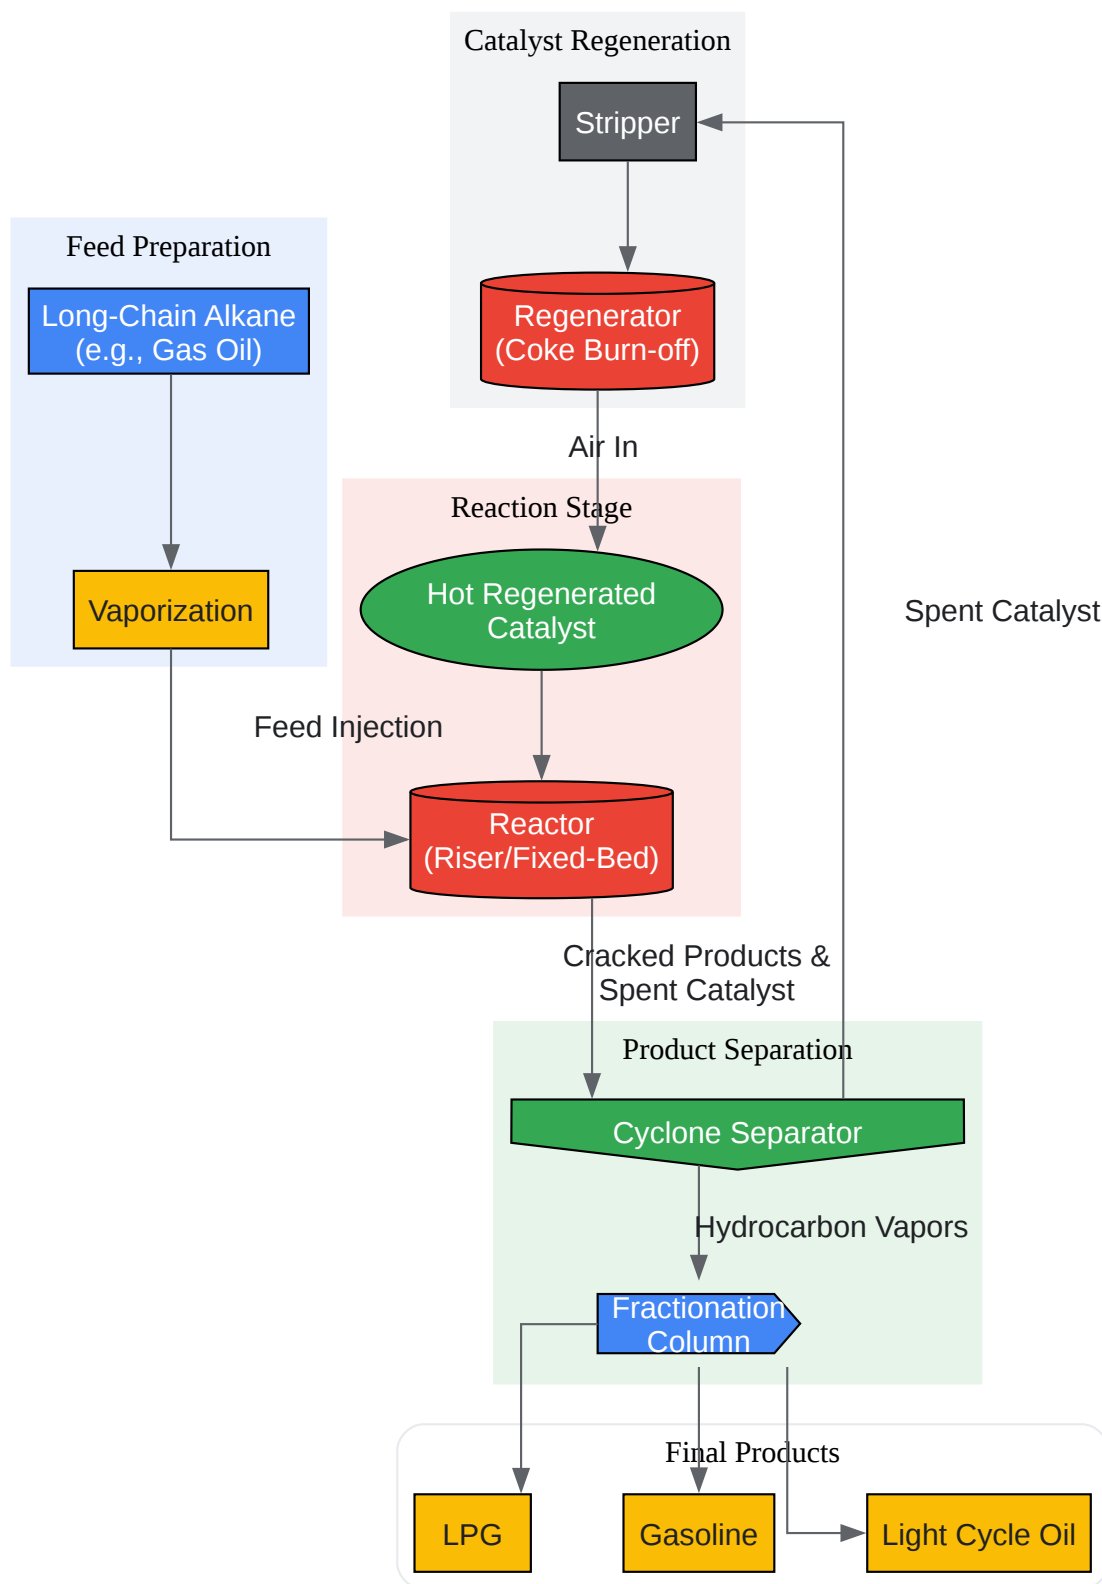 Catalyst Regeneration
Stripper
Feed Preparation
Long-Chain Alkane
(e.g., Gas Oil)
Regenerator
(Coke Burn-off)
Air In
Reaction Stage
Hot Regenerated
Catalyst
Vaporization
Spent Catalyst
Feed Injection
Reactor
(Riser/Fixed-Bed)
Cracked Products &
Spent Catalyst
Product Separation
Cyclone Separator
Hydrocarbon Vapors
Fractionation
Column
Final Products
LPG
Gasoline
Light Cycle Oil